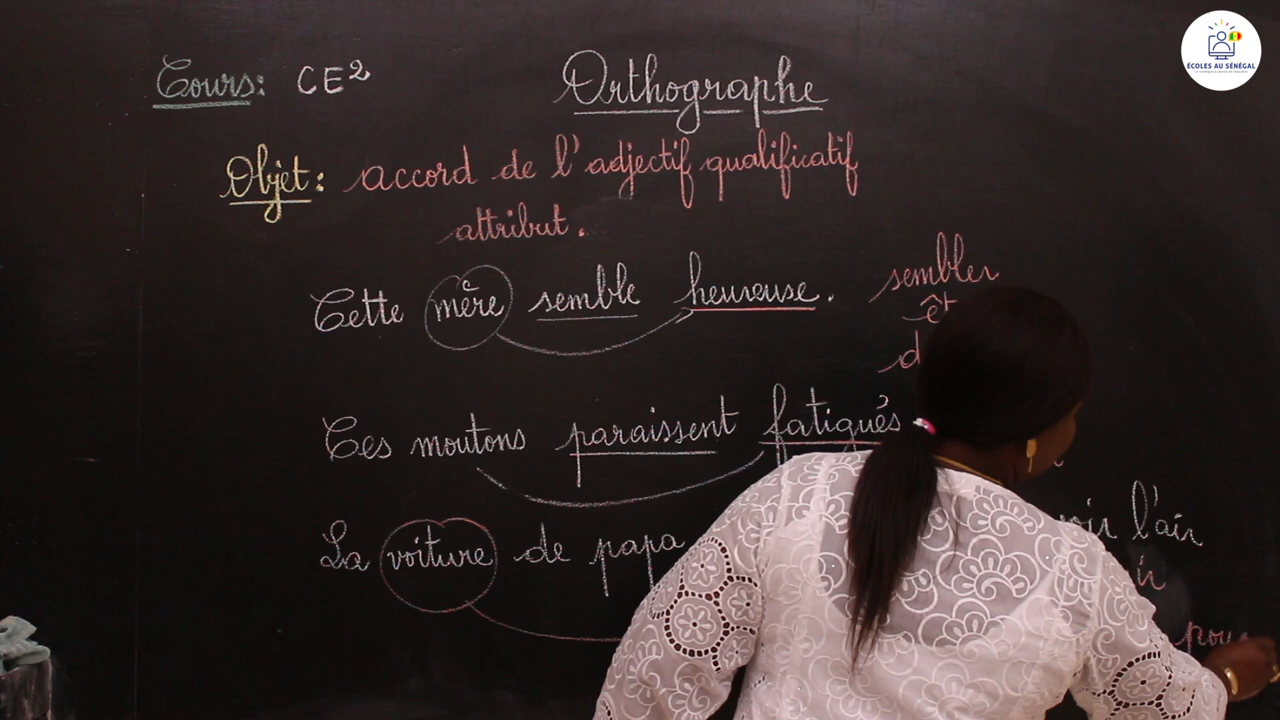 ÉCOLES AU SÉNÉGAL
Cours: CE2
Orthographe
Objet: accord de l'adjectif qualificatif
attribut.
Cette mère semble heureuse.
sembler
Ces moutons paraissent fatigués
La voiture de papa
l'air